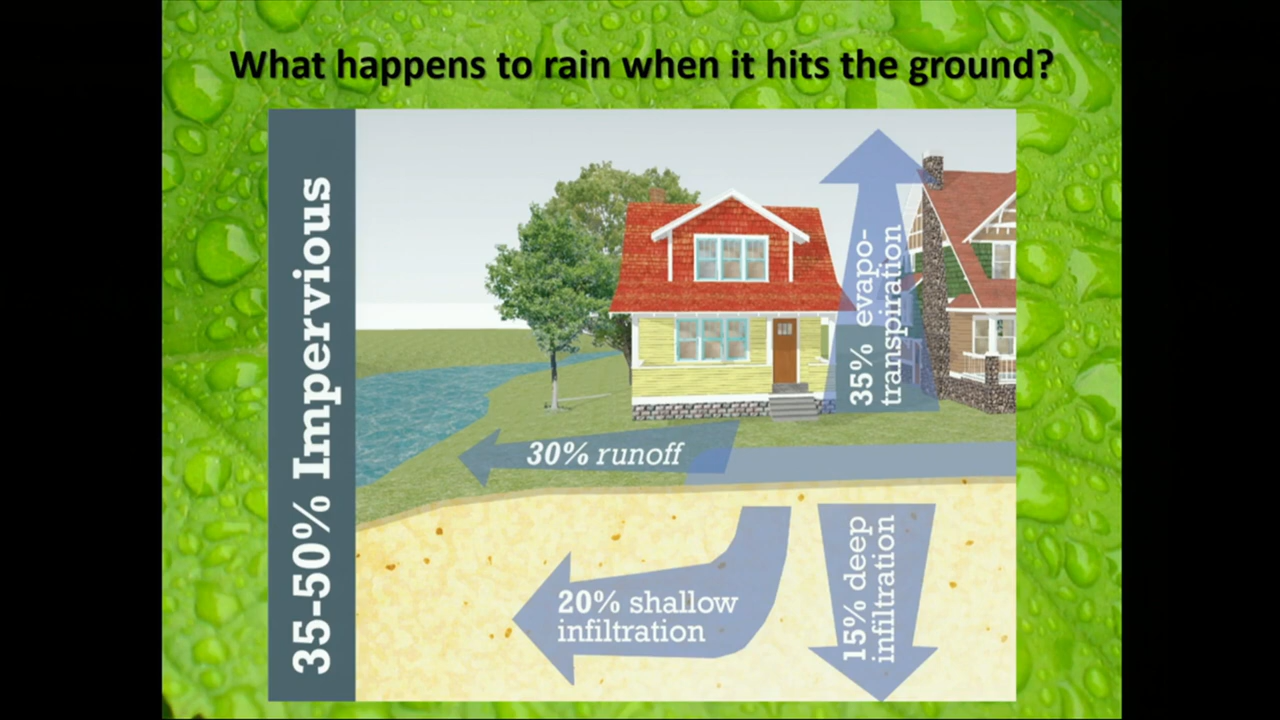 What happens to rain when it hits the ground?
35-50% Impervious
35% evapo-
transpiration
30% runoff
20% shallow
infiltration
15% deep
infiltration